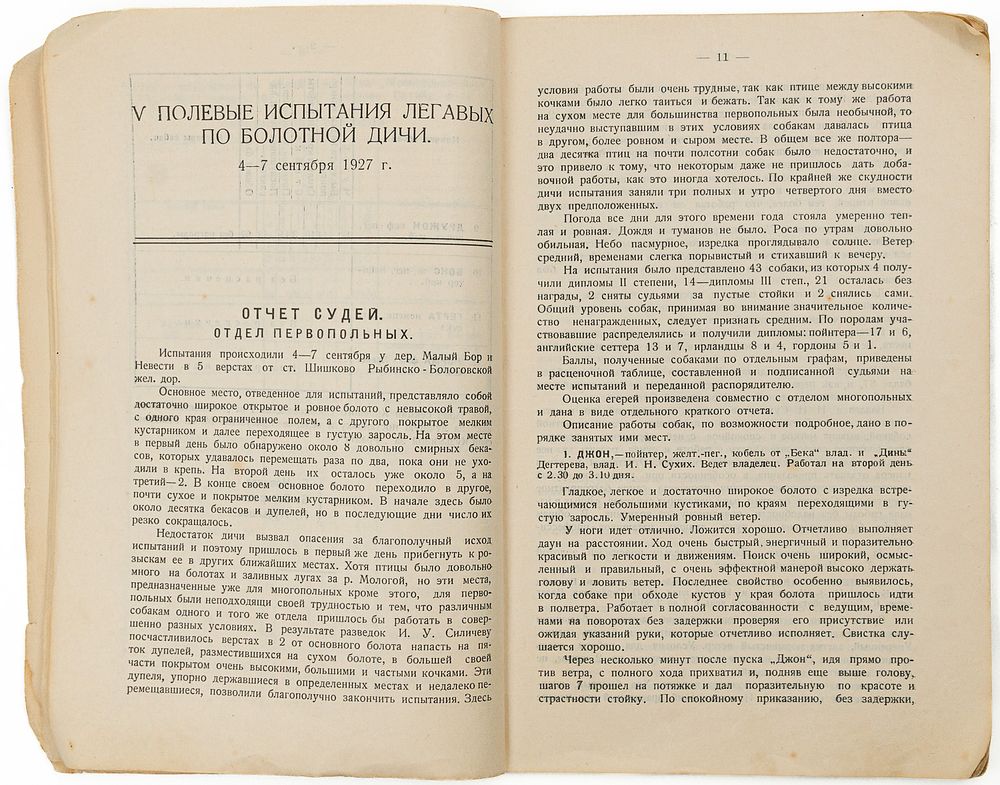 V ПОЛЕВЫЕ ИСПЫТАНИЯ ЛЕГАВЫХ
ПО БОЛОТНОЙ ДИЧИ.
4—7 сентября 1927 г.
ОТЧЕТ СУДЕЙ.
ОТДЕЛ ПЕРВОПОЛЬНЫХ.
Испытания происходили 4—7 сентября у дер. Малый Бор и
Невести в 5 верстах от ст. Шишково Рыбинско-Бологовской
жел. дор.
Основное место, отведенное для испытаний, представляло собой
достаточно широкое открытое и ровное болото с невысокой травой,
с одного края ограниченное полем, а с другого покрытое мелким
кустарником и далее переходящее в густую заросль. На этом месте
в первый день было обнаружено около 8 довольно смирных бека-
сов, которых удавалось перемещать раза по два, пока они не ухо-
дили в крепь. На второй день их осталось уже около 5, а на
третий—2. В конце своем основное болото переходило в другое,
почти сухое и покрытое мелким кустарником. В начале здесь было
около десятка бекасов и дупелей, но в последующие дни число их
резко сокращалось.
Недостаток дичи вызвал опасения за благополучный исход
испытаний и поэтому пришлось в первый же день прибегнуть к ро-
зыскам ее в других ближайших местах. Хотя птицы было довольно
много на болотах и заливных лугах за р. Мологой, но эти места,
предназначенные уже для многопольных кроме этого, для перво-
польных были неподходящи своей трудностью и тем, что различным
собакам одного и того же отдела пришлось бы работать в совер-
шенно разных условиях. В результате разведок И. У. Силичеву
посчастливилось верстах в 2 от основного болота напасть на пя-
ток дупелей, разместившихся на сухом болоте, в большей своей
части покрытом очень высокими, большими и частыми кочками. Эти
дупеля, упорно державшиеся в определенных местах и недалеко пе-
ремещавшиеся, позволили благополучно закончить испытания. Здесь
— 11 —
условия работы были очень трудные, так как птице между высокими
кочками было легко таиться и бежать. Так как к тому же работа
на сухом месте для большинства первопольных была необычной, то
неудачно выступавшим в этих условиях собакам давалась птица
в другом, более ровном и сыром месте. В общем все же полтора—
два десятка птиц на почти полсотни собак было недостаточно, и
это привело к тому, что некоторым даже не пришлось дать доба-
вочной работы, как это иногда хотелось. По крайней же скудности
дичи испытания заняли три полных и утро четвертого дня вместо
двух предположенных.
Погода все дни для этого времени года стояла умеренно теп-
лая и ровная. Дождя и туманов не было. Роса по утрам довольно
обильная. Небо пасмурное, изредка проглядывало солнце. Ветер
средний, временами слегка порывистый и стихавший к вечеру.
На испытания было представлено 43 собаки, из которых 4 полу-
чили дипломы II степени, 14—дипломы III степ., 21 осталась без
награды, 2 сняты судьями за пустые стойки и 2 снялись сами.
Общий уровень собак, принимая во внимание значительное количе-
ство ненагражденных, следует признать средним. По породам уча-
ствовавшие распределялись и получили дипломы: пойнтера—17 и 6,
английские сеттера 13 и 7, ирландцы 8 и 4, гордоны 5 и 1.
Баллы, полученные собаками по отдельным графам, приведены
в расценочной таблице, составленной и подписанной судьями на
месте испытаний и переданной распорядителю.
Оценка егерей произведена совместно с отделом многопольных
и дана в виде отдельного краткого отчета.
Описание работы собак, по возможности подробное, дано в по-
рядке занятых ими мест.
1. ДЖОН,—пойнтер, желт.-пег., кобель от „Бека“ влад. и „Дины“
Дегтерева, влад. И. Н. Сухих. Ведет владелец. Работал на второй день
с 2.30 до 3.10 дня.
Гладкое, легкое и достаточно широкое болото с изредка встре-
чающимися небольшими кустиками, по краям переходящими в гу-
стую заросль. Умеренный ровный ветер.
У ноги идет отлично. Ложится хорошо. Отчетливо выполняет
даун на расстоянии. Ход очень быстрый, энергичный и поразительно
красивый по легкости и движениям. Поиск очень широкий, осмыс-
ленный и правильный, с очень эффектной манерой высоко держать
голову и ловить ветер. Последнее свойство особенно выявилось,
когда собаке при обходе кустов у края болота пришлось идти
в полветра. Работает в полной согласованности с ведущим, време-
нами на поворотах без задержки проверяя его присутствие или
ожидая указаний руки, которые отчетливо исполняет. Свистка слу-
шается хорошо.
Через несколько минут после пуска „Джон“, идя прямо про-
тив ветра, с полного хода прихватил и, подняв еще выше голову,
шагов 7 прошел на потяжке и дал поразительную по красоте и
страстности стойку. По спокойному приказанию, без задержки,